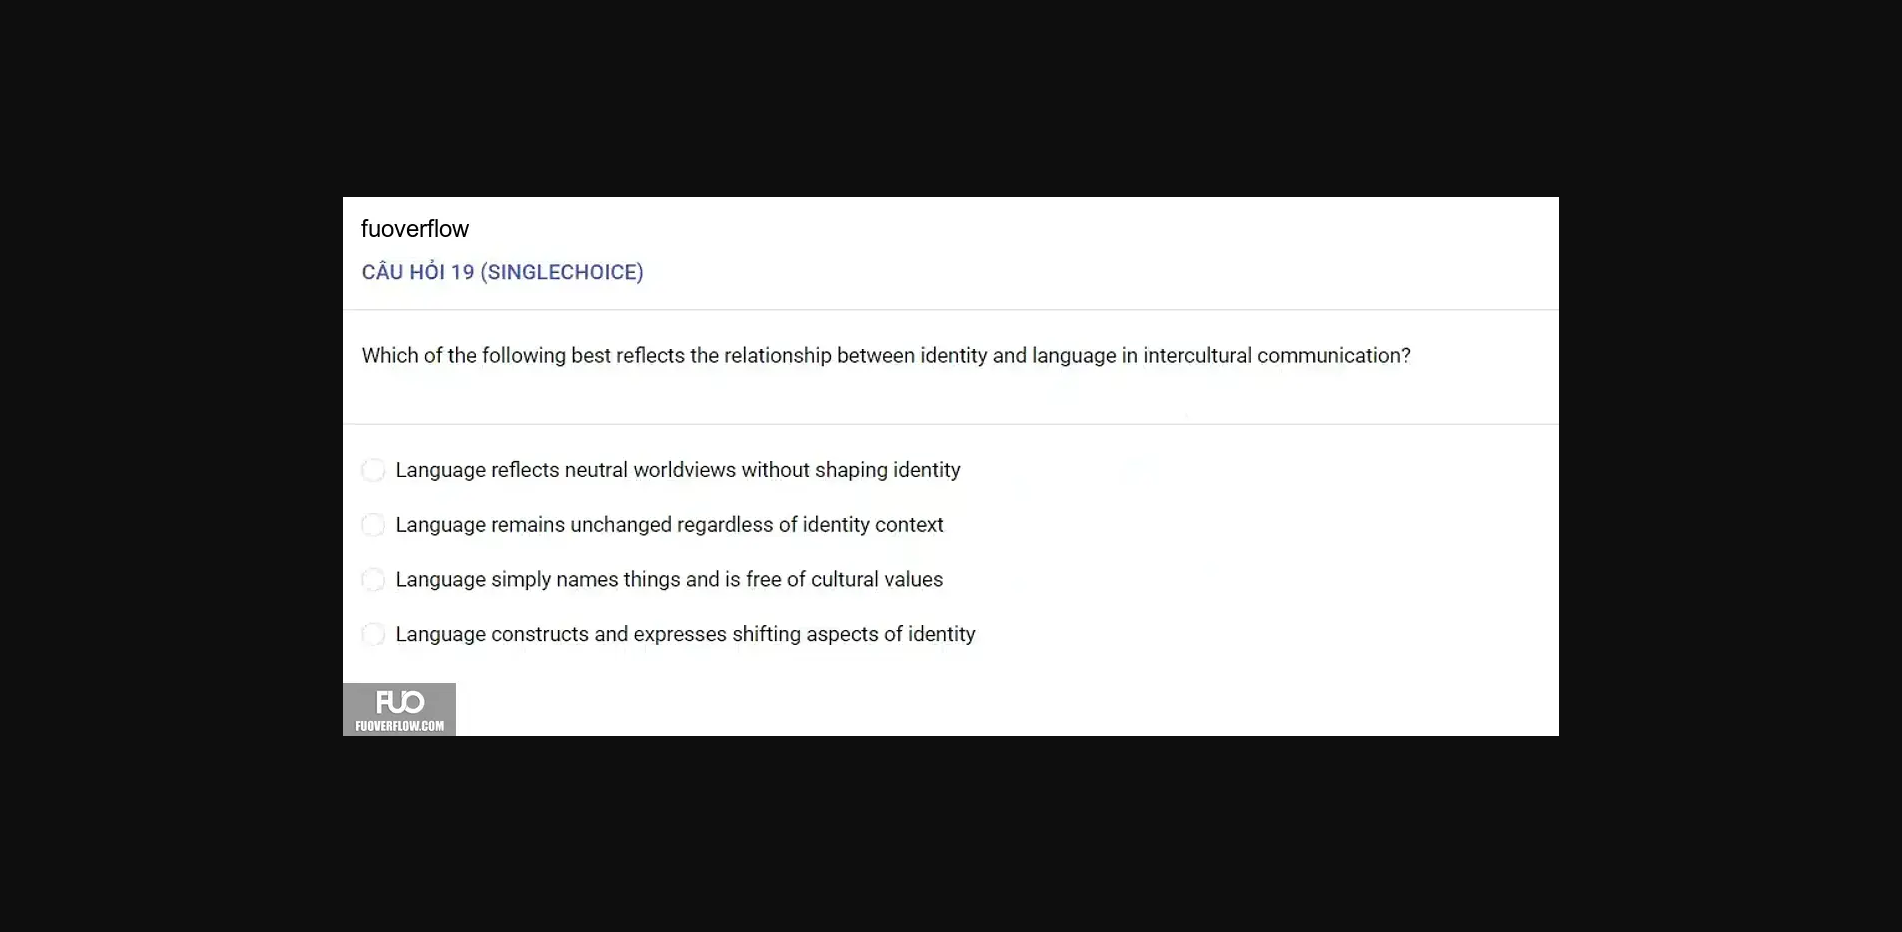 fuoverflow
CÂU HỎI 19 (SINGLECHOICE)
Which of the following best reflects the relationship between identity and language in intercultural communication?
Language reflects neutral worldviews without shaping identity
Language remains unchanged regardless of identity context
Language simply names things and is free of cultural values
Language constructs and expresses shifting aspects of identity
FUO
FUOVERFLOW.COM